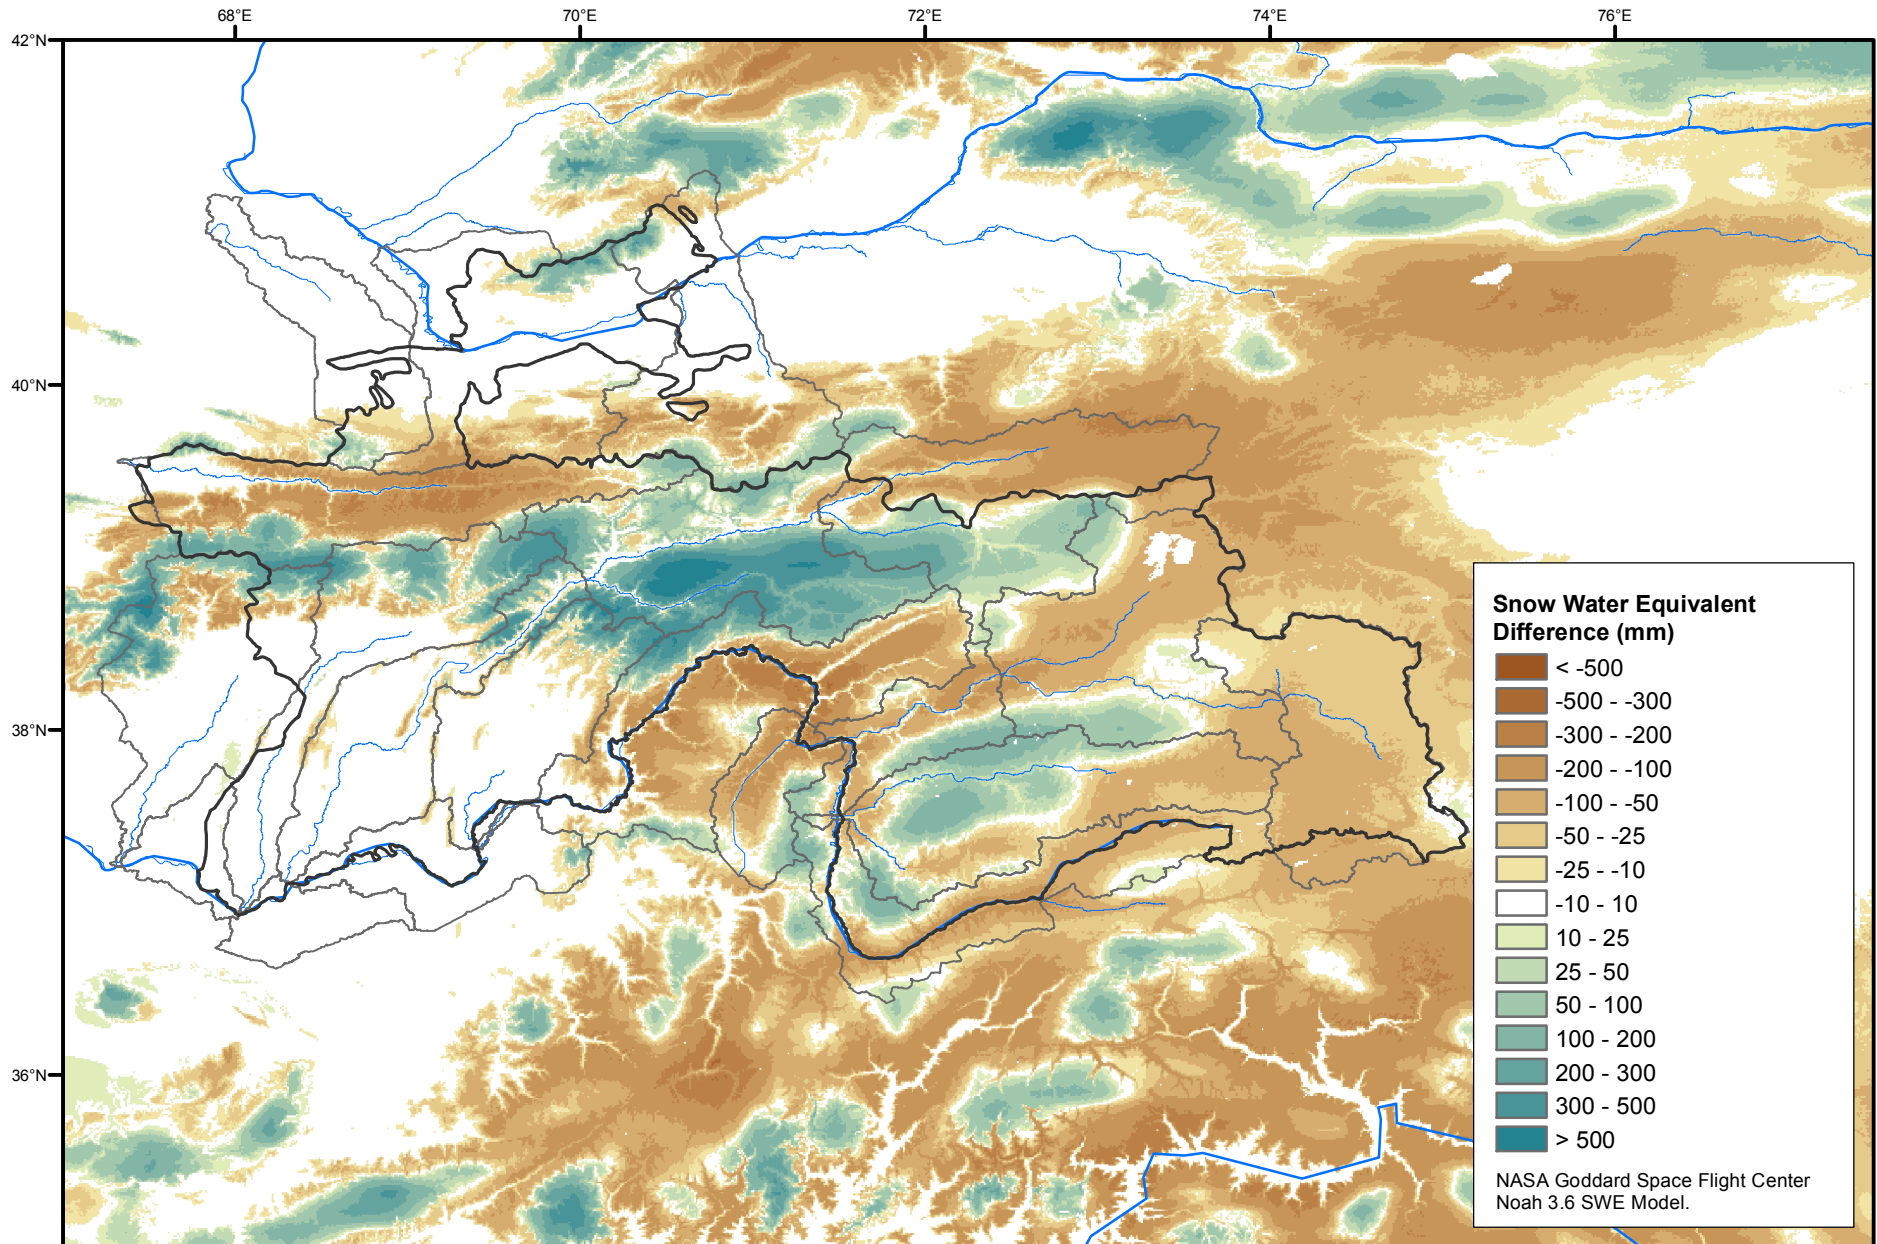 68°E 70°E 72°E 74°E 76°E
42°N
40°N
38°N
36°N
Snow Water Equivalent
Difference (mm)
< -500
-500 - -300
-300 - -200
-200 - -100
-100 - -50
-50 - -25
-25 - -10
-10 - 10
10 - 25
25 - 50
50 - 100
100 - 200
200 - 300
300 - 500
> 500
NASA Goddard Space Flight Center
Noah 3.6 SWE Model.